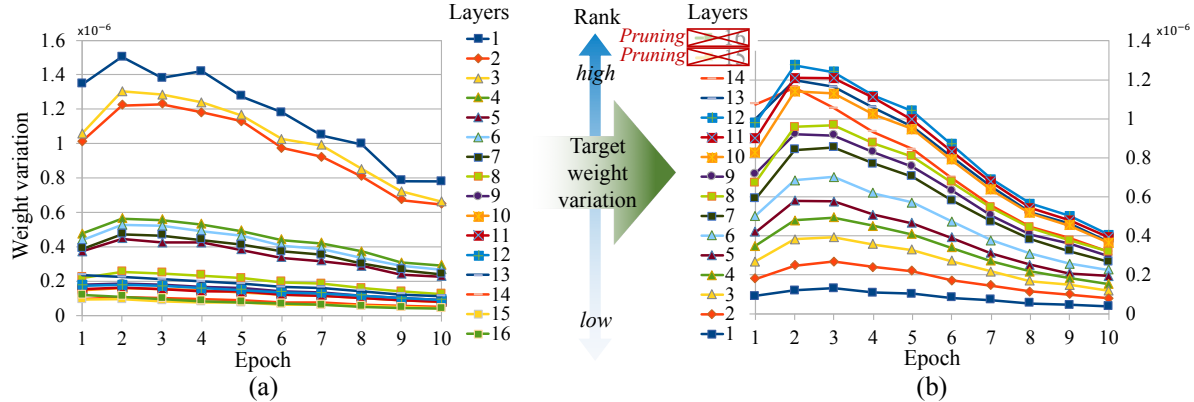 ×10⁻⁶
1.6
1.4
1.2
1
0.8
0.6
0.4
0.2
0
Weight variation
1 2 3 4 5 6 7 8 9 10
Epoch
(a)
Layers
1
2
3
4
5
6
7
8
9
10
11
12
13
14
15
16
Rank
high
Target
weight
variation
low
Layers
Pruning
Pruning
14
13
12
11
10
9
8
7
6
5
4
3
2
1
×10⁻⁶
1.4
1.2
1
0.8
0.6
0.4
0.2
0
1 2 3 4 5 6 7 8 9 10
Epoch
(b)